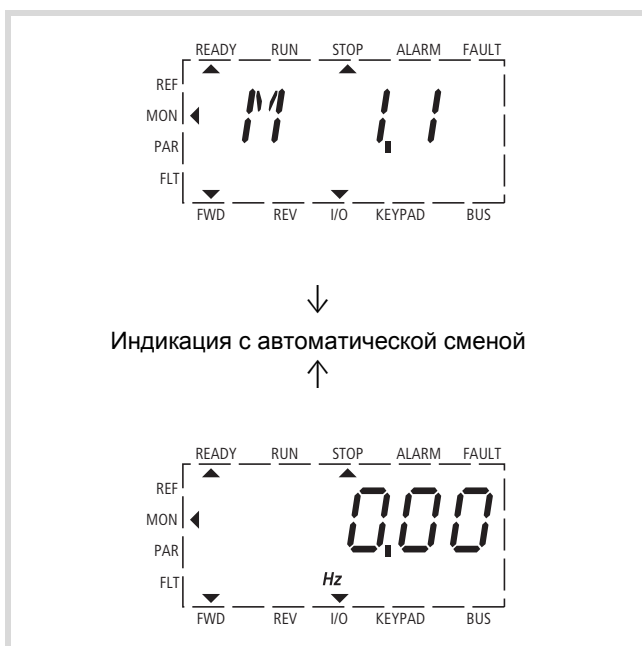 READY RUN STOP ALARM FAULT
REF
MON M 1.1
PAR
FLT
FWD REV I/O KEYPAD BUS
Индикация с автоматической сменой
READY RUN STOP ALARM FAULT
REF
MON 0.00
PAR
FLT Hz
FWD REV I/O KEYPAD BUS